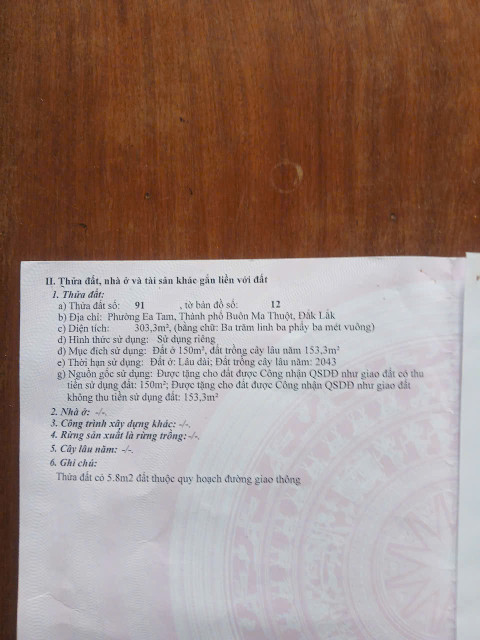 II. Thửa đất, nhà ở và tài sản khác gắn liền với đất
1. Thửa đất:
a) Thửa đất số: 91 , tờ bản đồ số: 12
b) Địa chỉ: Phường Ea Tam, Thành phố Buôn Ma Thuột, Đắk Lắk
c) Diện tích: 303,3m², (bằng chữ: Ba trăm linh ba phẩy ba mét vuông)
d) Hình thức sử dụng: Sử dụng riêng
đ) Mục đích sử dụng: Đất ở 150m², đất trồng cây lâu năm 153,3m²
e) Thời hạn sử dụng: Đất ở: Lâu dài; Đất trồng cây lâu năm: 2043
g) Nguồn gốc sử dụng: Được tặng cho đất được Công nhận QSDĐ như giao đất có thu
tiền sử dụng đất: 150m²; Được tặng cho đất được Công nhận QSDĐ như giao đất
không thu tiền sử dụng đất: 153,3m²
2. Nhà ở: -/-.
3. Công trình xây dựng khác: -/-.
4. Rừng sản xuất là rừng trồng: -/-.
5. Cây lâu năm: -/-.
6. Ghi chú:
Thửa đất có 5.8m2 đất thuộc quy hoạch đường giao thông